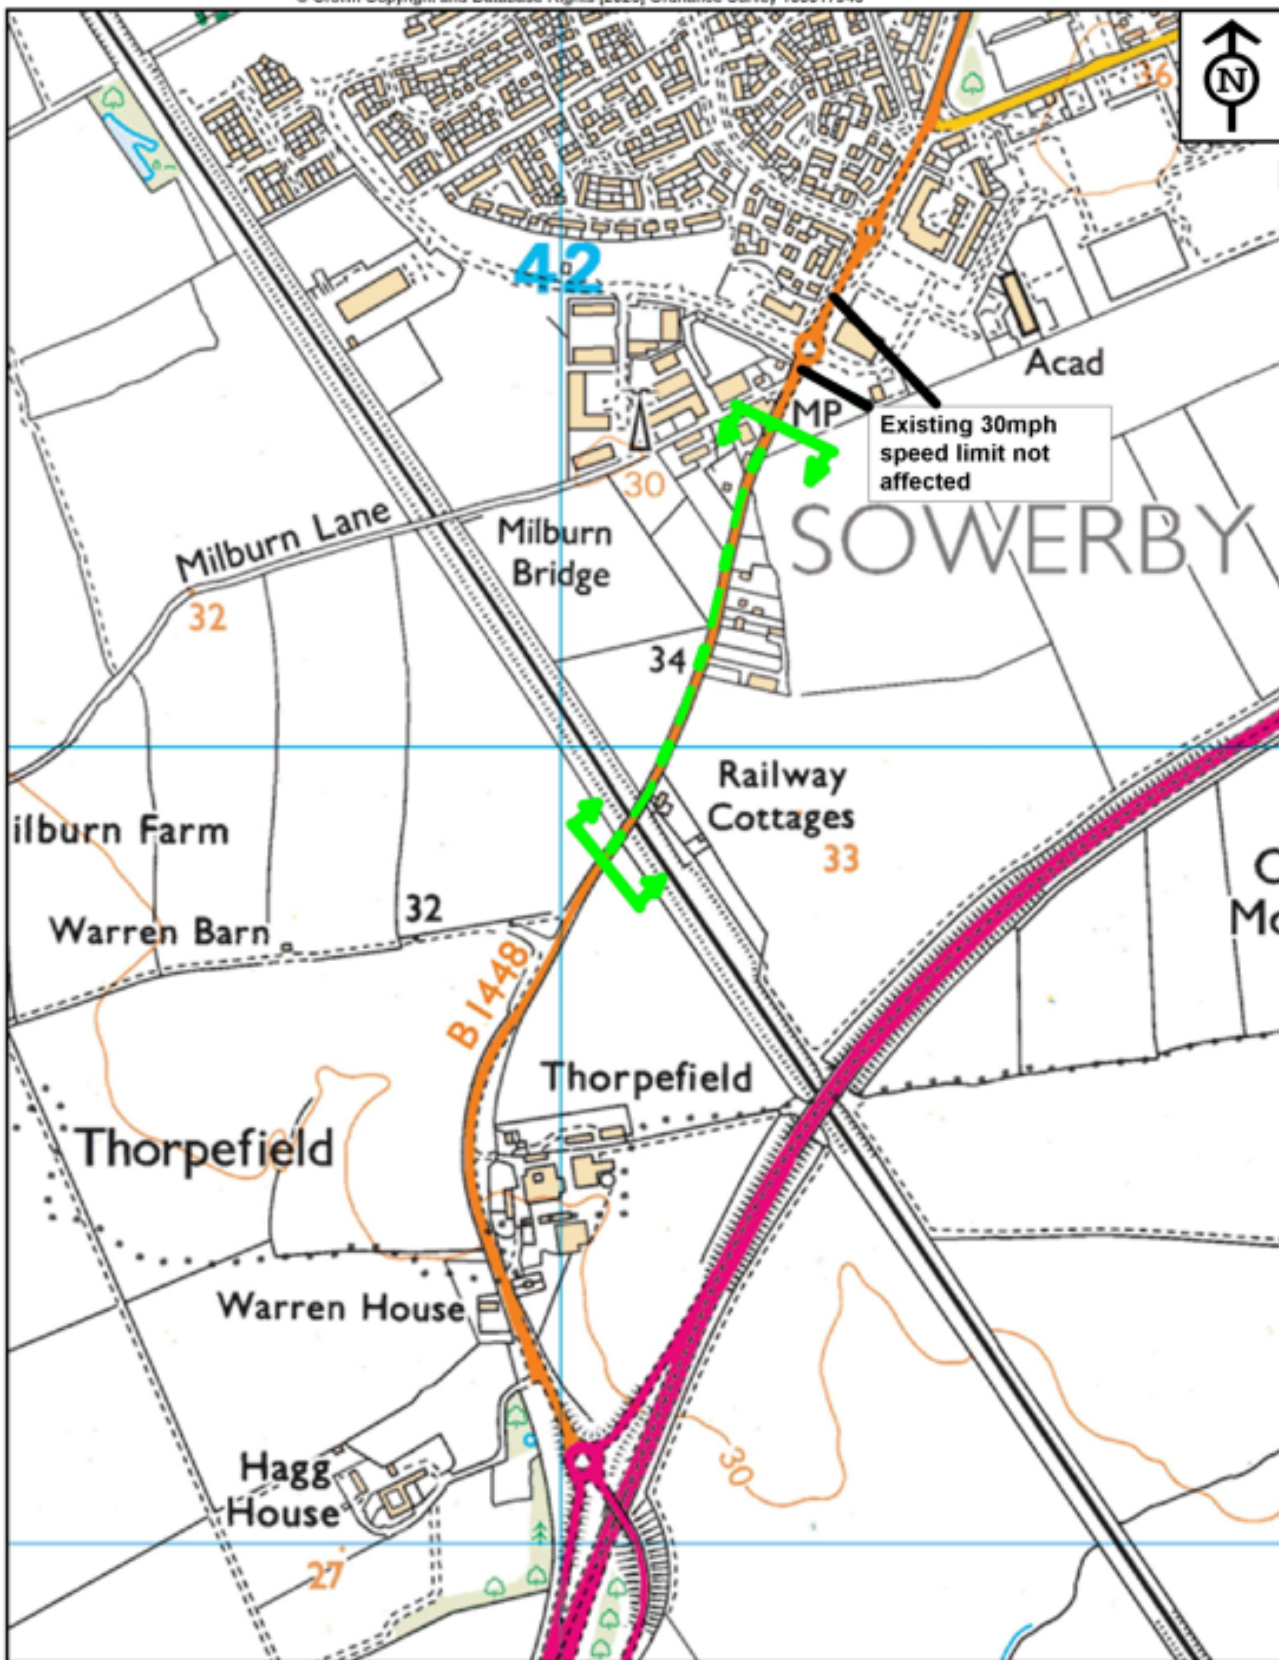 N
36
42
Acad
MP
Existing 30mph
speed limit not
affected
30
SOWERBY
Milburn Lane
Milburn
Bridge
32
34
Railway
Cottages
33
ilburn Farm
32
Warren Barn
B 1448
Thorpefield
Thorpefield
Warren House
30
Hagg
House
27